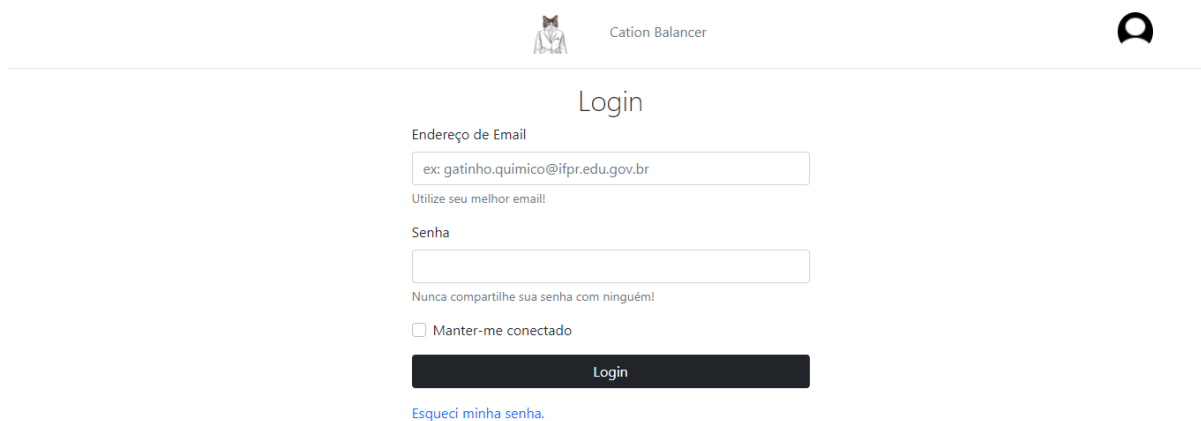 Cation Balancer
Login
Endereço de Email
ex: gatinho.quimico@ifpr.edu.gov.br
Utilize seu melhor email!
Senha
Nunca compartilhe sua senha com ninguém!
Manter-me conectado
Login
Esqueci minha senha.